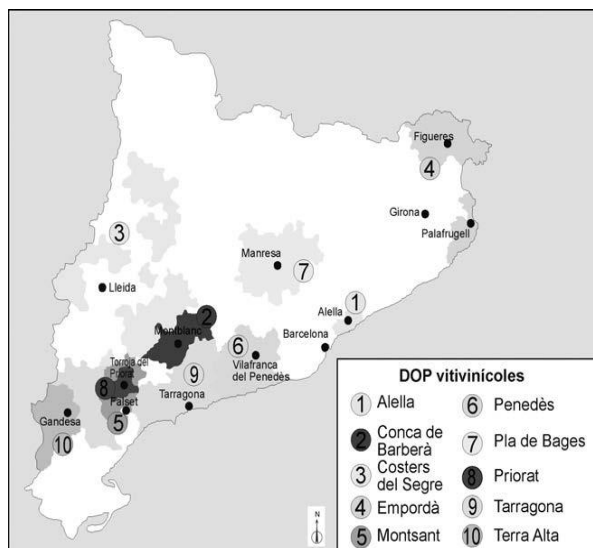 Figueres
4
Girona
Palafrugell
3
Manresa
7
Lleida
1
Alella
2
Montblanc
Barcelona
6
Vilafranca
del Penedès
Torroja del
Priorat
8
9
Falset
Tarragona
5
Gandesa
10
N
DOP vitivinícoles
1 Alella
2 Conca de
Barberà
3 Costers
del Segre
4 Empordà
5 Montsant
6 Penedès
7 Pla de Bages
8 Priorat
9 Tarragona
10 Terra Alta